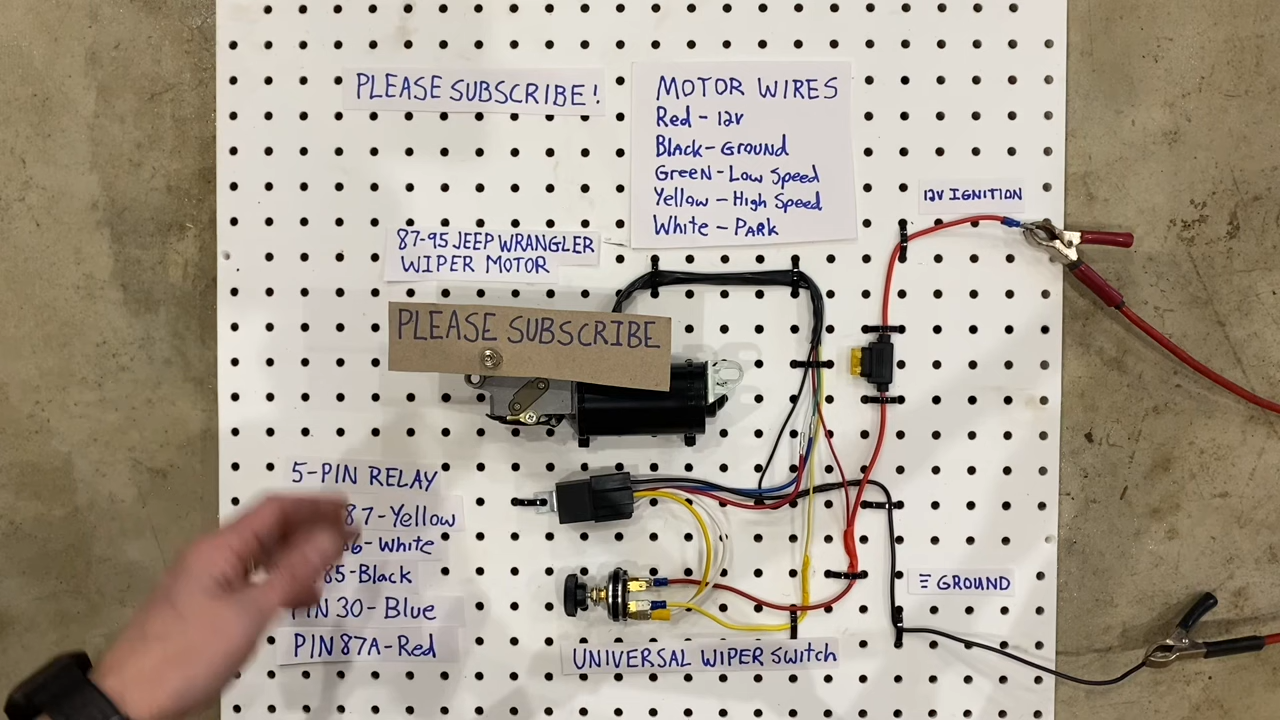 PLEASE SUBSCRIBE!
MOTOR WIRES
Red - 12V
Black - GROUND
GREEN - Low Speed
Yellow - High Speed
White - PARK
12V IGNITION
87-95 JEEP WRANGLER
WIPER MOTOR
PLEASE SUBSCRIBE
5-PIN RELAY
87-Yellow
White
85-Black
PIN 30 - Blue
PIN 87A-Red
GROUND
UNIVERSAL WIPER Switch